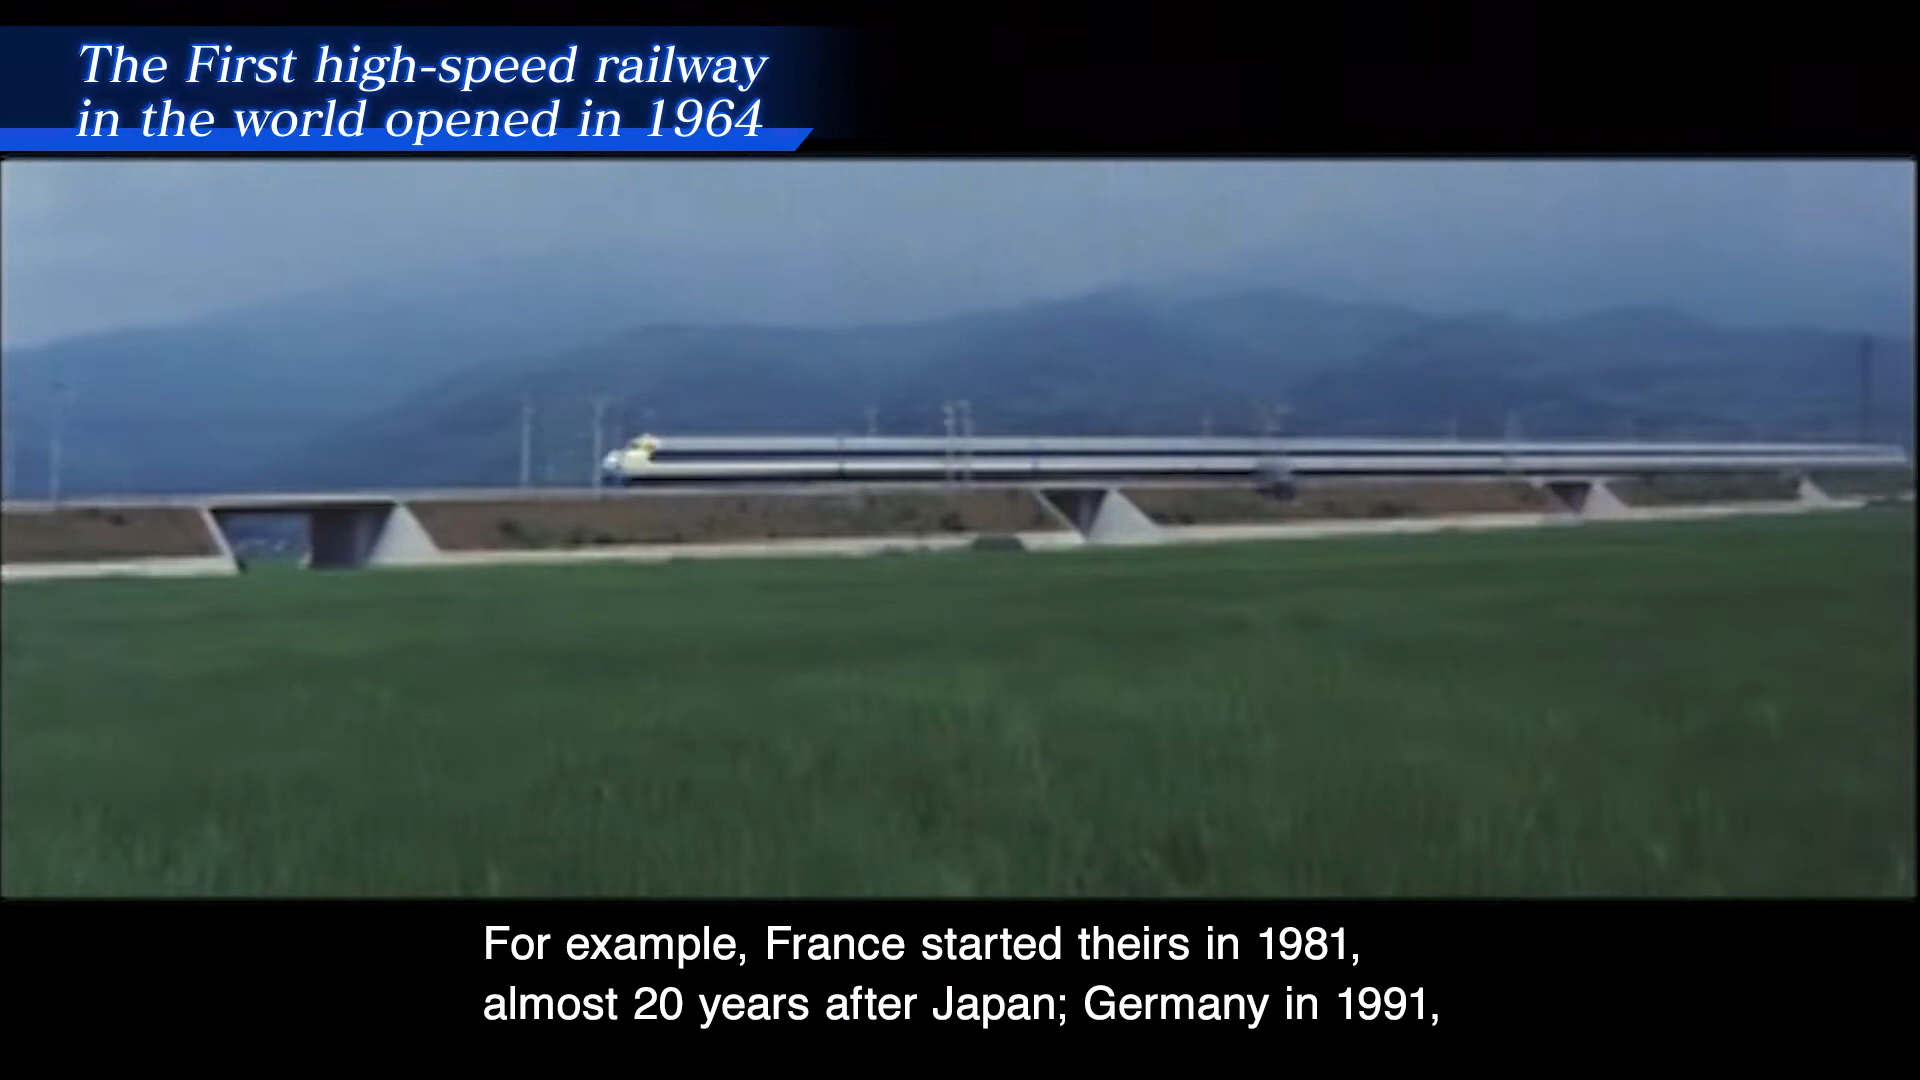 The First high-speed railway
in the world opened in 1964
For example, France started theirs in 1981,
almost 20 years after Japan; Germany in 1991,